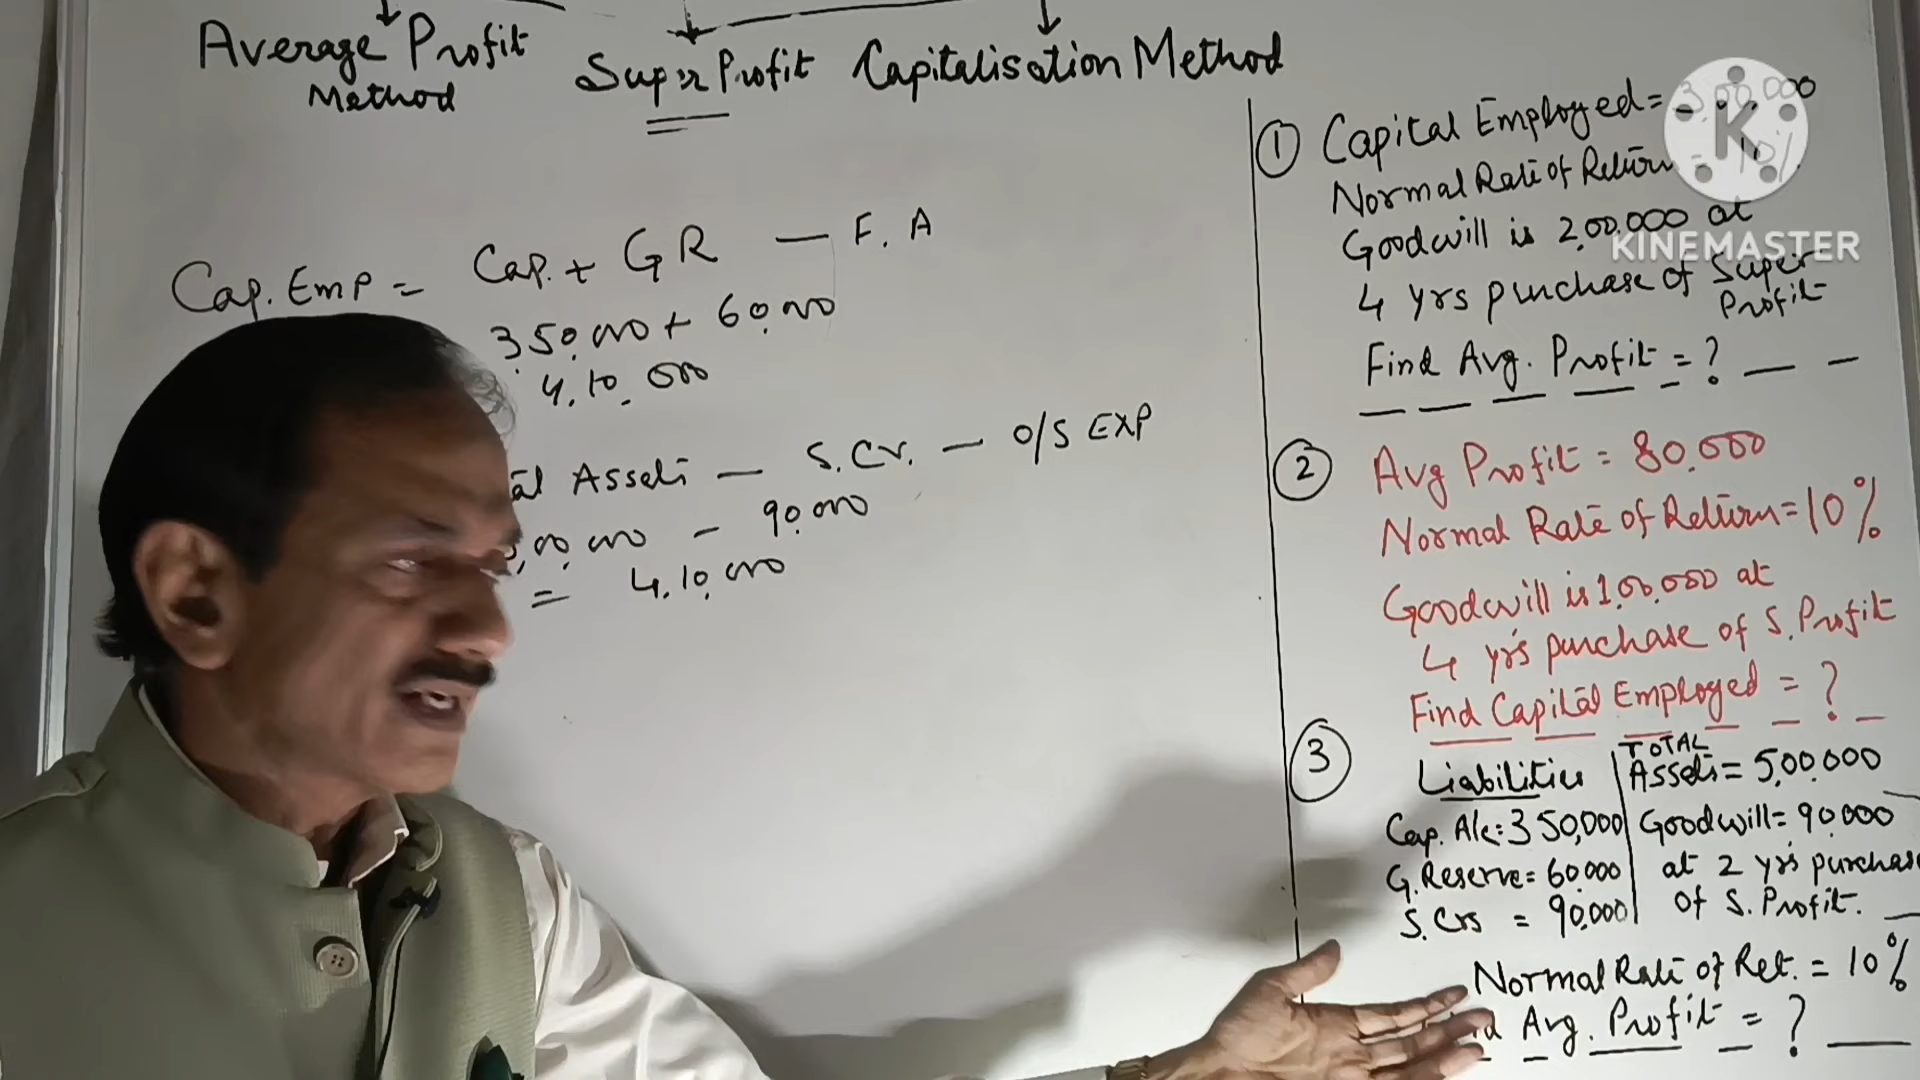 Average Profit
Method
Super Profit
Capitalisation Method
Cap. Emp = Cap. + GR — F. A
350,000 + 60,000
4,10,000
Assets — S. Cr. — O/S EXP
— 90,000
= 4,10,000
① Capital Employed =
Normal Rate of Return
Goodwill is 2,00,000 at
4 yrs purchase of Super
Profit
Find Avg. Profit = ?
② Avg Profit = 80,000
Normal Rate of Return = 10%
Goodwill is 1,00,000 at
4 yrs purchase of S. Profit
Find Capital Employed = ?
③ Liabilities
Cap. A/c: 350,000
G. Reserve = 60000
S. Crs = 90,000
TOTAL
Assets = 5,00,000
Goodwill = 90,000
at 2 yrs purchase
of S. Profit.
Normal Rate of Ret. = 10%
Avg. Profit = ?
KINEMASTER